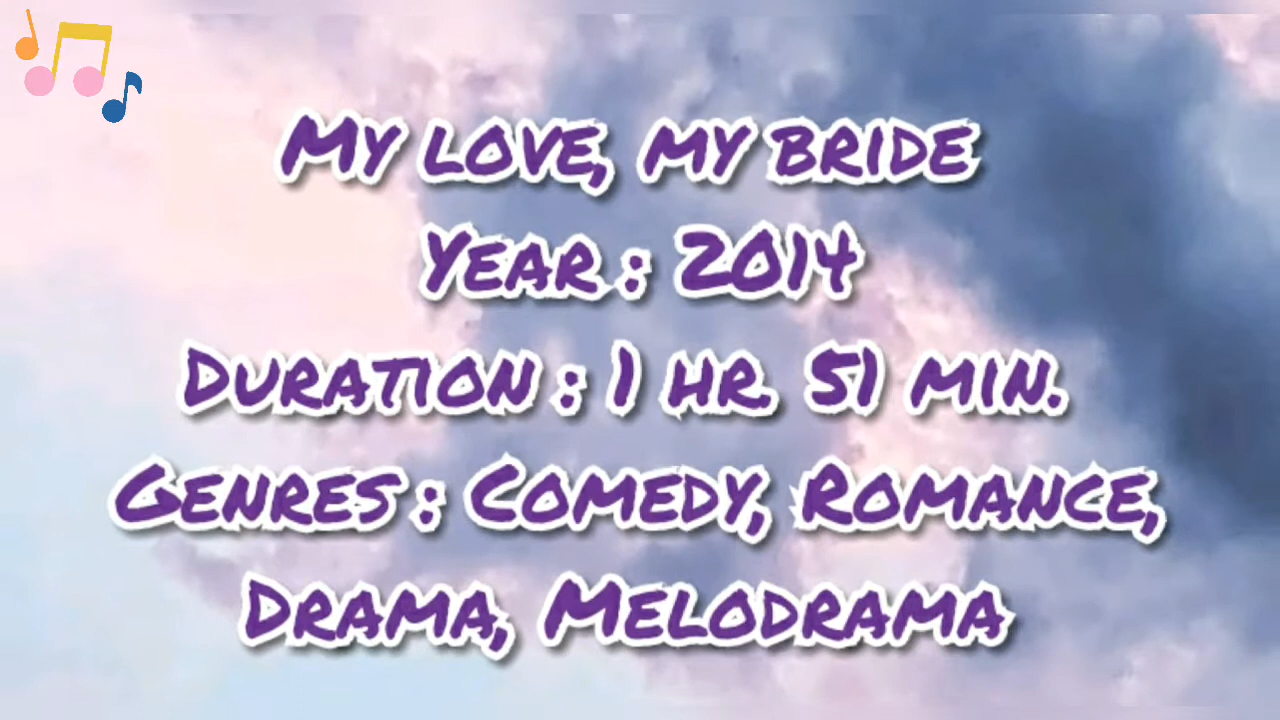 My love, my bride
Year : 2014
Duration : 1 hr. 51 min.
Genres : Comedy, Romance,
Drama, Melodrama